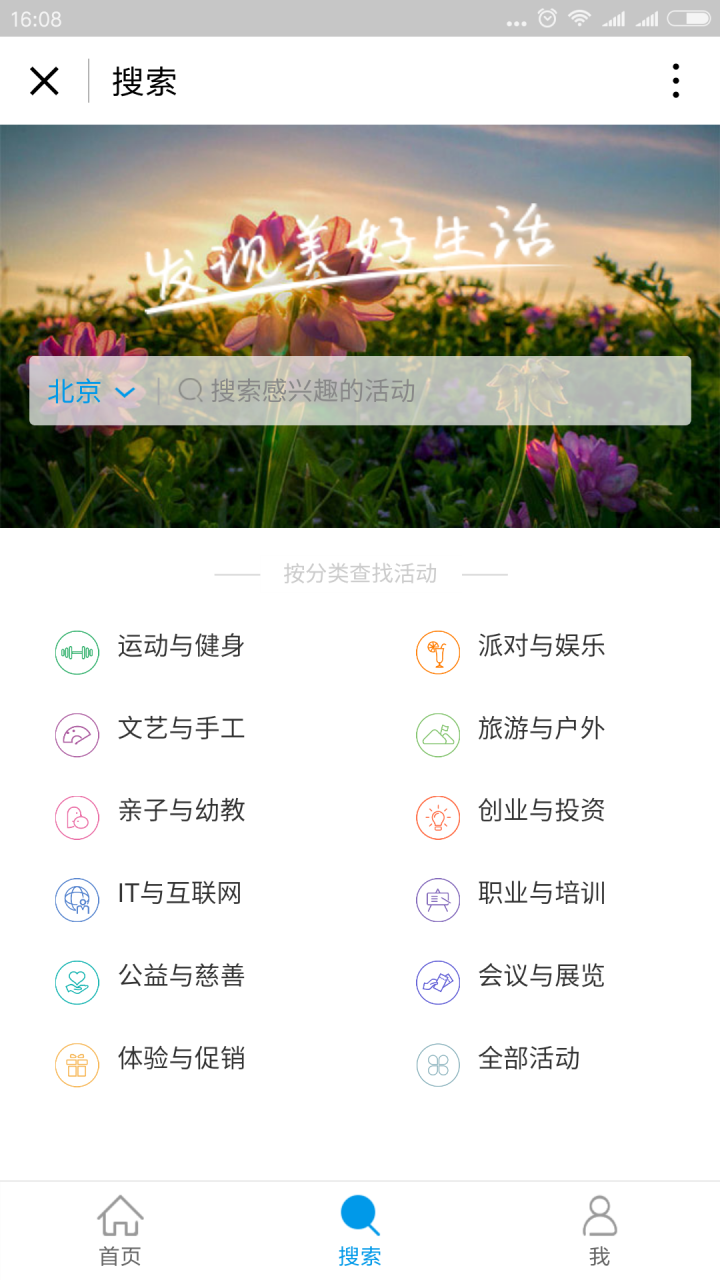 16:08
搜索
发现美好生活
北京 搜索感兴趣的活动
按分类查找活动
运动与健身 派对与娱乐
文艺与手工 旅游与户外
亲子与幼教 创业与投资
IT与互联网 职业与培训
公益与慈善 会议与展览
体验与促销 全部活动
首页 搜索 我